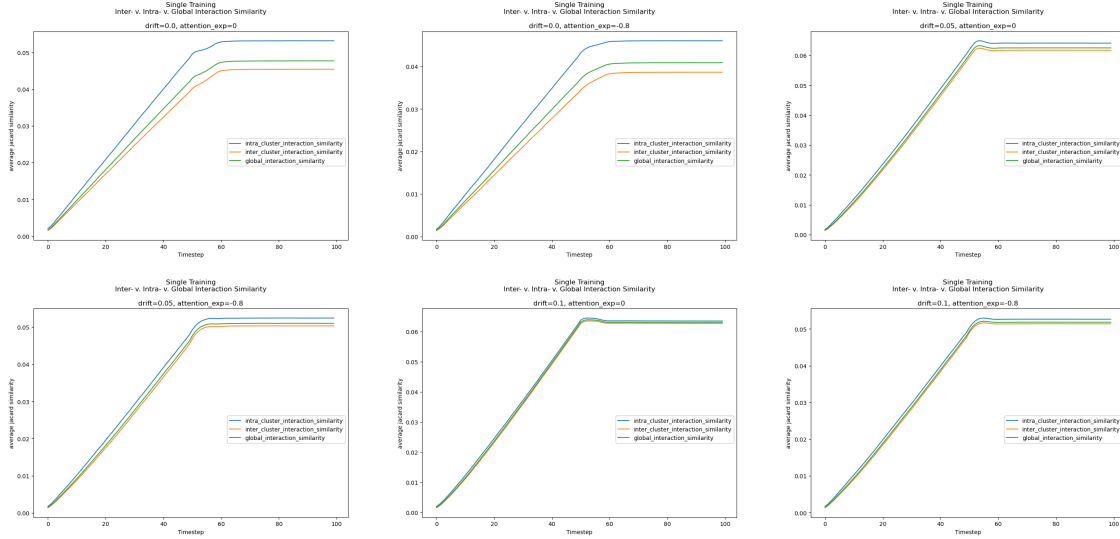 Single Training
Inter- v. Intra- v. Global Interaction Similarity
drift=0.0, attention_exp=0
average jacard similarity
0.05
0.04
0.03
0.02
0.01
0.00
intra_cluster_interaction_similarity
inter_cluster_interaction_similarity
global_interaction_similarity
0 20 40 60 80 100
Timestep
Single Training
Inter- v. Intra- v. Global Interaction Similarity
drift=0.0, attention_exp=-0.8
average jacard similarity
0.04
0.03
0.02
0.01
0.00
intra_cluster_interaction_similarity
inter_cluster_interaction_similarity
global_interaction_similarity
0 20 40 60 80 100
Timestep
Single Training
Inter- v. Intra- v. Global Interaction Similarity
drift=0.05, attention_exp=0
average jacard similarity
0.06
0.05
0.04
0.03
0.02
0.01
0.00
intra_cluster_interaction_similarity
inter_cluster_interaction_similarity
global_interaction_similarity
0 20 40 60 80 100
Timestep
Single Training
Inter- v. Intra- v. Global Interaction Similarity
drift=0.05, attention_exp=-0.8
average jacard similarity
0.05
0.04
0.03
0.02
0.01
0.00
intra_cluster_interaction_similarity
inter_cluster_interaction_similarity
global_interaction_similarity
0 20 40 60 80 100
Timestep
Single Training
Inter- v. Intra- v. Global Interaction Similarity
drift=0.1, attention_exp=0
average jacard similarity
0.06
0.05
0.04
0.03
0.02
0.01
0.00
intra_cluster_interaction_similarity
inter_cluster_interaction_similarity
global_interaction_similarity
0 20 40 60 80 100
Timestep
Single Training
Inter- v. Intra- v. Global Interaction Similarity
drift=0.1, attention_exp=-0.8
average jacard similarity
0.05
0.04
0.03
0.02
0.01
0.00
intra_cluster_interaction_similarity
inter_cluster_interaction_similarity
global_interaction_similarity
0 20 40 60 80 100
Timestep